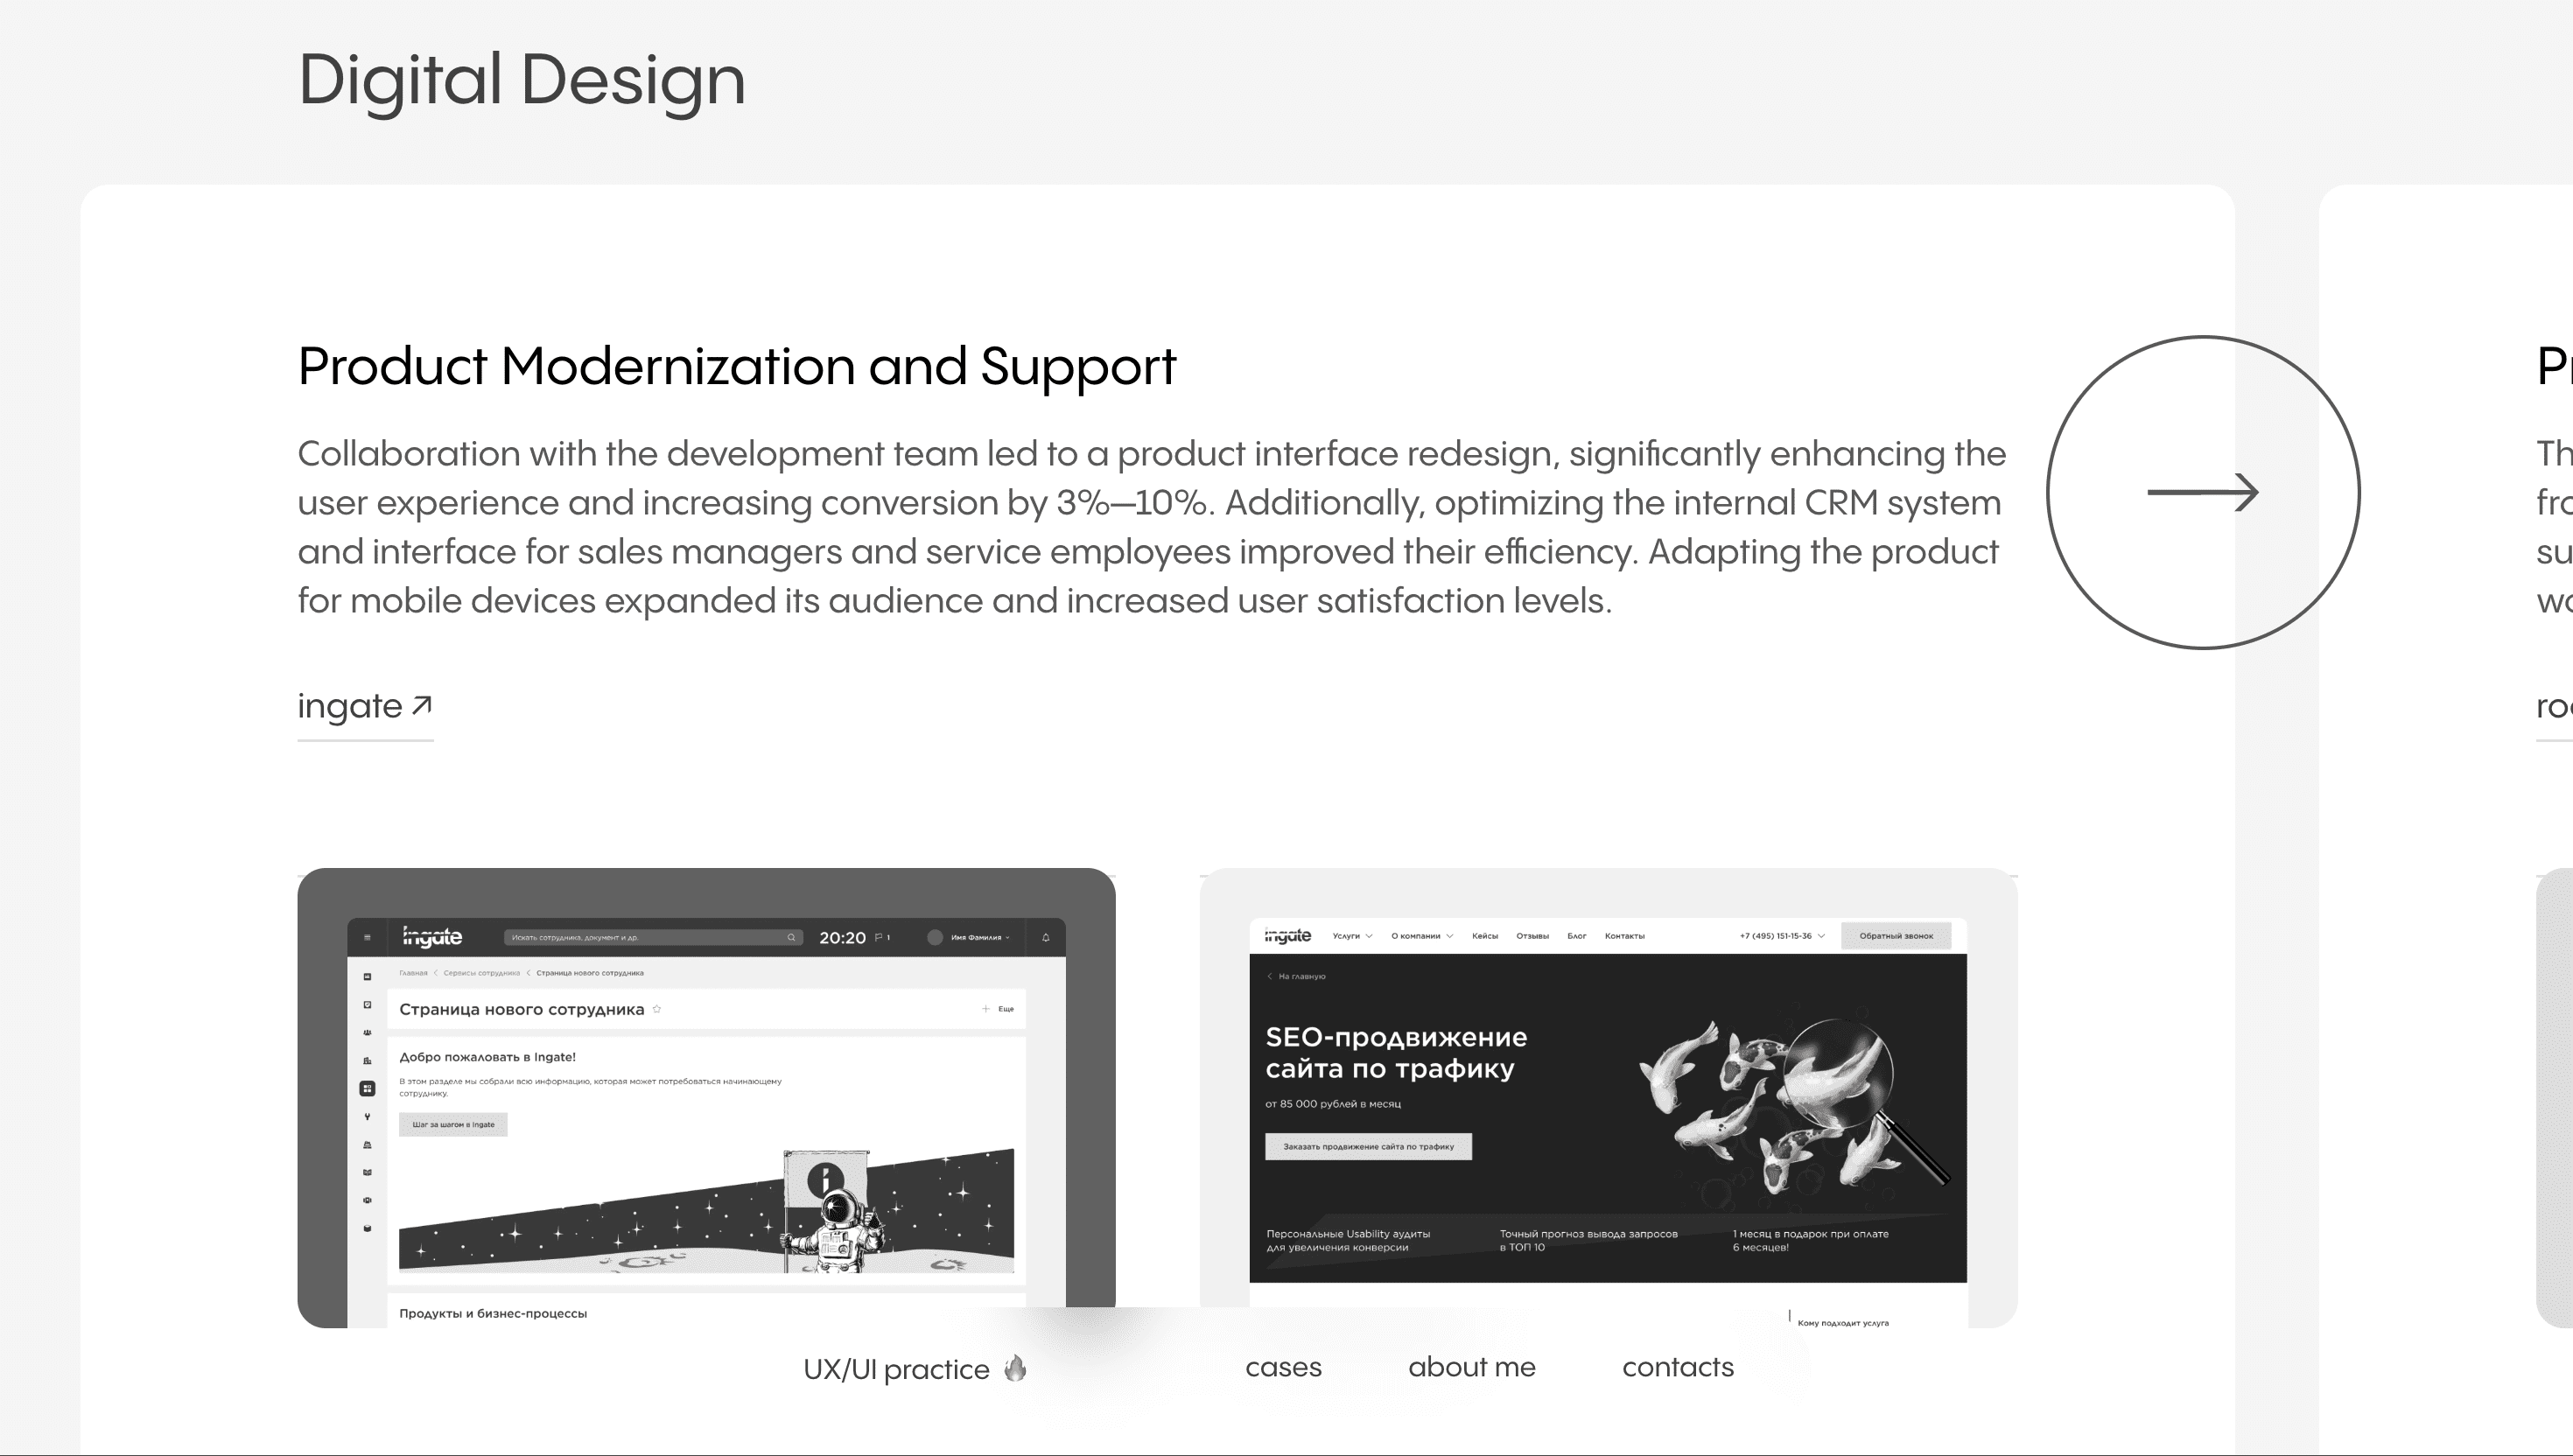 Digital Design
Product Modernization and Support
Collaboration with the development team led to a product interface redesign, significantly enhancing the
user experience and increasing conversion by 3%—10%. Additionally, optimizing the internal CRM system
and interface for sales managers and service employees improved their efficiency. Adapting the product
for mobile devices expanded its audience and increased user satisfaction levels.
ingate ↗
ingate
Искать сотрудника, документ и др.
20:20
1
Имя Фамилия
Главная < Сервисы сотрудника < Страница нового сотрудника
Страница нового сотрудника
+ Еще
Добро пожаловать в Ingate!
В этом разделе мы собрали всю информацию, которая может потребоваться начинающему
сотруднику.
Шаг за шагом в Ingate
Продукты и бизнес-процессы
ingate
Услуги
О компании
Кейсы
Отзывы
Блог
Контакты
+7 (495) 151-15-36
Обратный звонок
< На главную
SEO-продвижение
сайта по трафику
от 85 000 рублей в месяц
Заказать продвижение сайта по трафику
Персональные Usability аудиты
для увеличения конверсии
Точный прогноз вывода запросов
в ТОП 10
1 месяц в подарок при оплате
6 месяцев!
Кому подходит услуга
UX/UI practice 🔥
cases
about me
contacts